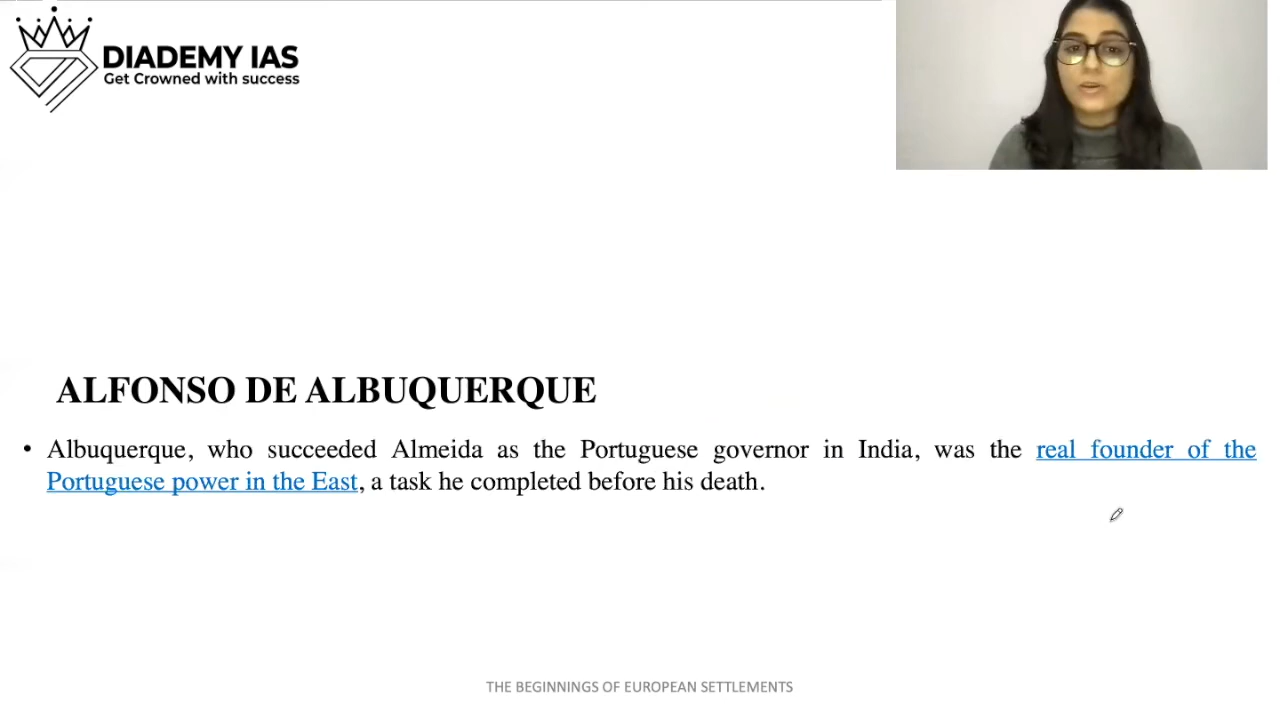 DIADEMY IAS
Get Crowned with success
ALFONSO DE ALBUQUERQUE
• Albuquerque, who succeeded Almeida as the Portuguese governor in India, was the real founder of the
Portuguese power in the East, a task he completed before his death.
THE BEGINNINGS OF EUROPEAN SETTLEMENTS